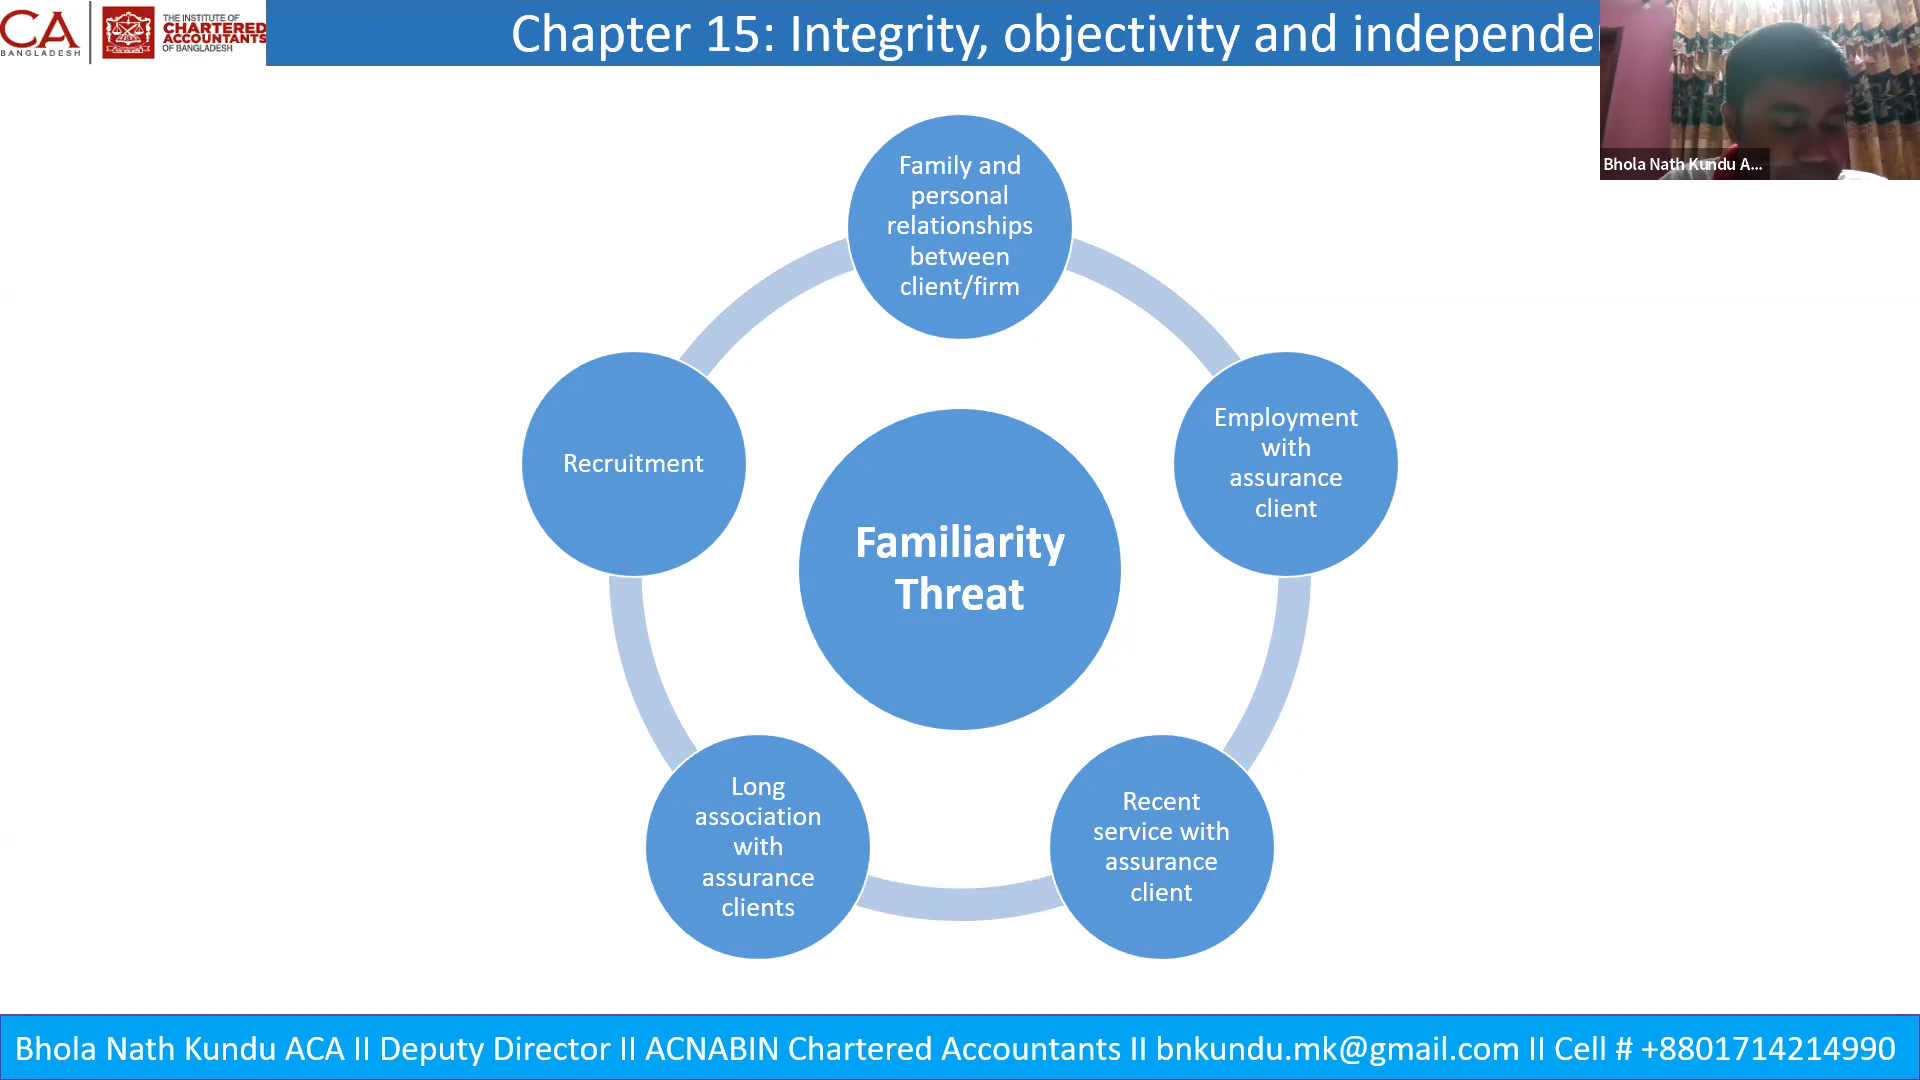 CA
BANGLADESH
THE INSTITUTE OF
CHARTERED
ACCOUNTANTS
OF BANGLADESH
Chapter 15: Integrity, objectivity and independe
Bhola Nath Kundu A...
Family and
personal
relationships
between
client/firm
Recruitment
Employment
with
assurance
client
Familiarity
Threat
Long
association
with
assurance
clients
Recent
service with
assurance
client
Bhola Nath Kundu ACA II Deputy Director II ACNABIN Chartered Accountants II bnkundu.mk@gmail.com II Cell # +8801714214990